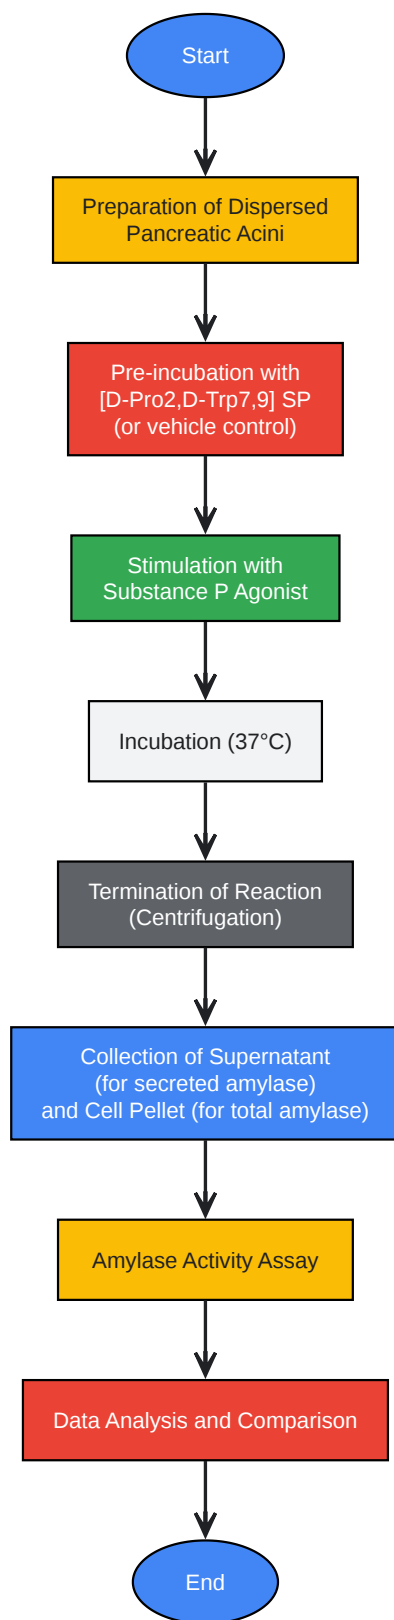 Start
Preparation of Dispersed
Pancreatic Acini
Pre-incubation with
[D-Pro2,D-Trp7,9] SP
(or vehicle control)
Stimulation with
Substance P Agonist
Incubation (37°C)
Termination of Reaction
(Centrifugation)
Collection of Supernatant
(for secreted amylase)
and Cell Pellet (for total amylase)
Amylase Activity Assay
Data Analysis and Comparison
End